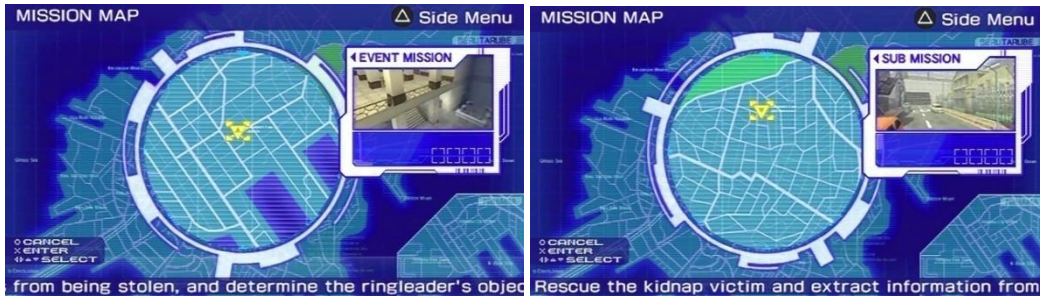 MISSION MAP
△ Side Menu
EVENT MISSION
○CANCEL
×ENTER
SELECT
from being stolen, and determine the ringleader's objec
MISSION MAP
△ Side Menu
SUB MISSION
○CANCEL
×ENTER
SELECT
Rescue the kidnap victim and extract information from